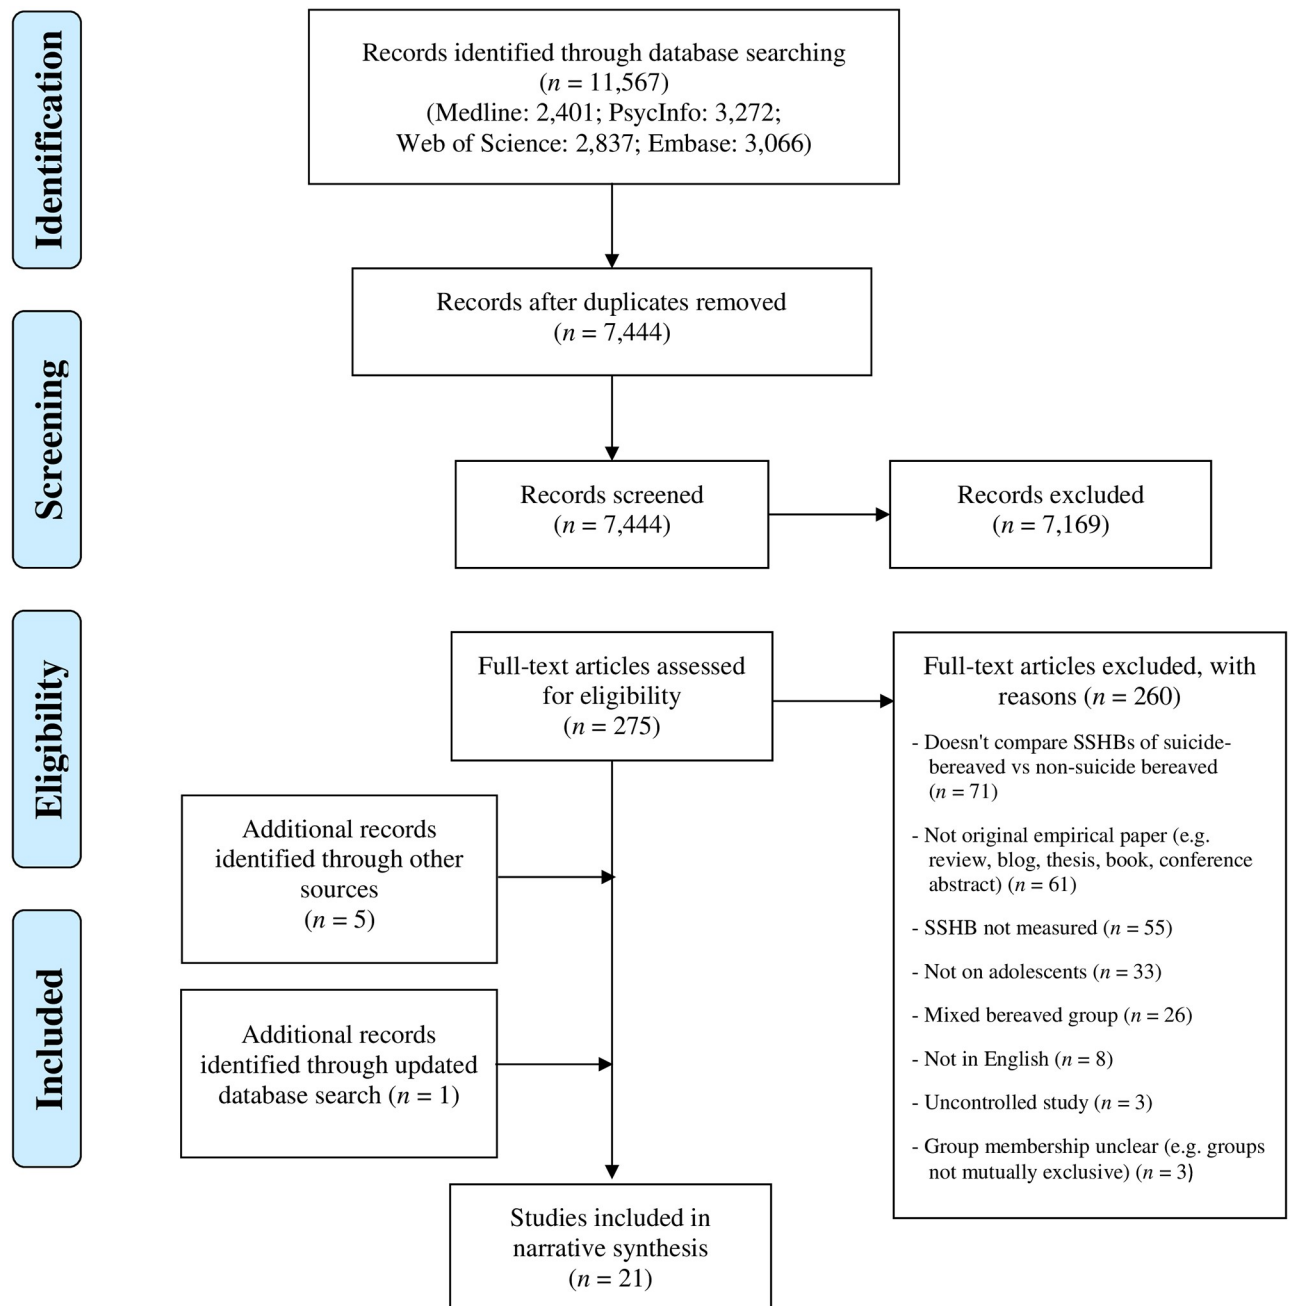 Identification
Records identified through database searching
(n = 11,567)
(Medline: 2,401; PsycInfo: 3,272;
Web of Science: 2,837; Embase: 3,066)
Records after duplicates removed
(n = 7,444)
Screening
Records screened
(n = 7,444)
Records excluded
(n = 7,169)
Eligibility
Full-text articles assessed
for eligibility
(n = 275)
Full-text articles excluded, with
reasons (n = 260)
- Doesn't compare SSHBs of suicide-
bereaved vs non-suicide bereaved
(n = 71)
- Not original empirical paper (e.g.
review, blog, thesis, book, conference
abstract) (n = 61)
- SSHB not measured (n = 55)
- Not on adolescents (n = 33)
- Mixed bereaved group (n = 26)
- Not in English (n = 8)
- Uncontrolled study (n = 3)
- Group membership unclear (e.g. groups
not mutually exclusive) (n = 3)
Additional records
identified through other
sources
(n = 5)
Included
Additional records
identified through updated
database search (n = 1)
Studies included in
narrative synthesis
(n = 21)